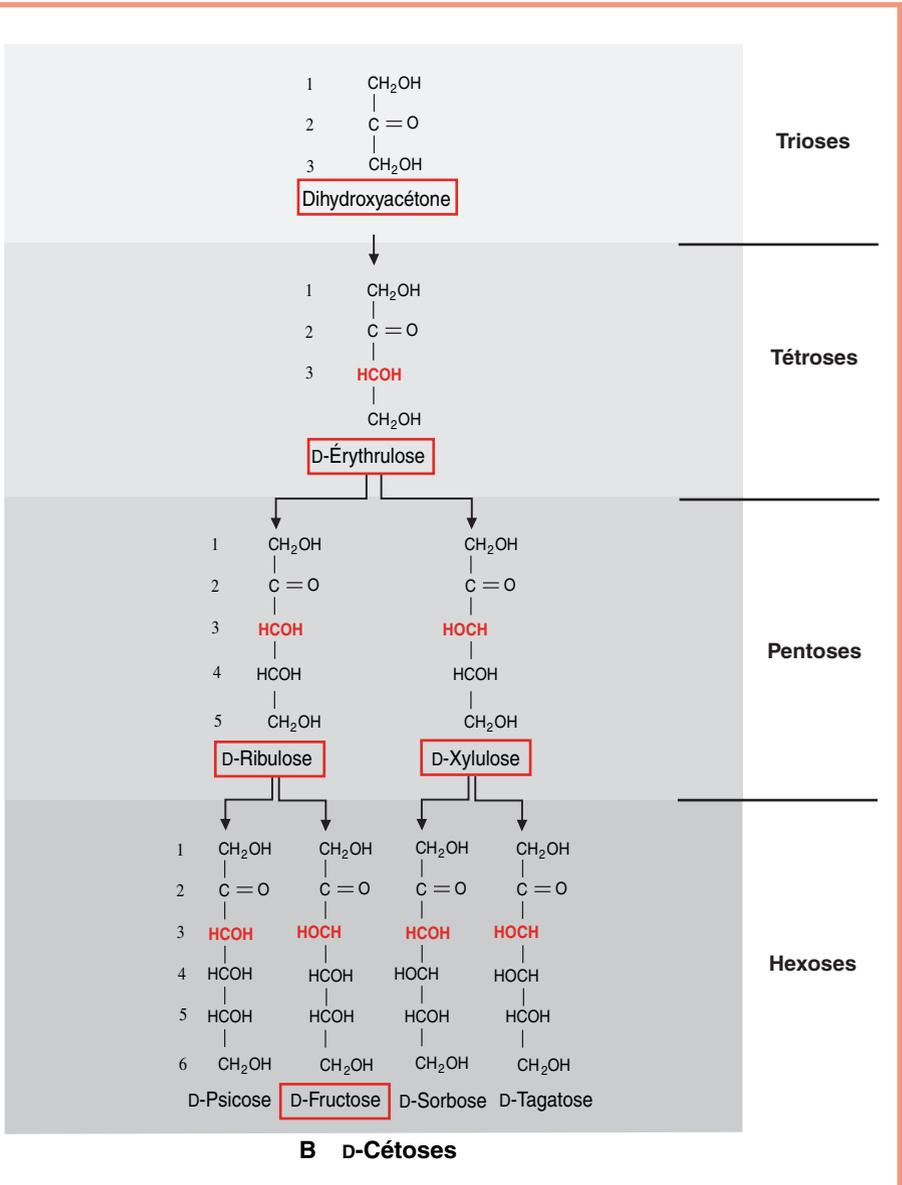 1 CH₂OH
2 C = O
3 CH₂OH
Dihydroxyacétone
Trioses
1 CH₂OH
2 C = O
3 HCOH
CH₂OH
D-Érythrulose
Tétroses
1 CH₂OH CH₂OH
2 C = O C = O
3 HCOH HOCH
4 HCOH HCOH
5 CH₂OH CH₂OH
D-Ribulose D-Xylulose
Pentoses
1 CH₂OH CH₂OH CH₂OH CH₂OH
2 C = O C = O C = O C = O
3 HCOH HOCH HCOH HOCH
4 HCOH HCOH HOCH HOCH
5 HCOH HCOH HCOH HCOH
6 CH₂OH CH₂OH CH₂OH CH₂OH
D-Psicose D-Fructose D-Sorbose D-Tagatose
Hexoses
B D-Cétoses